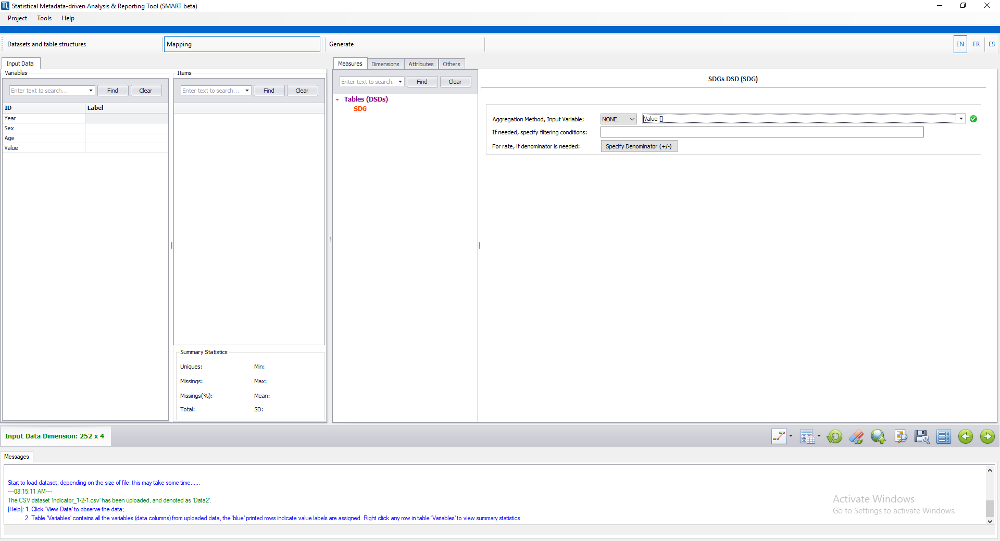 Statistical Metadata-driven Analysis & Reporting Tool (SMART beta)
Project Tools Help
Datasets and table structures Mapping Generate EN FR ES
Input Data
Variables Items
Enter text to search... Find Clear Enter text to search... Find Clear
ID Label
Year
Sex
Age
Value
Summary Statistics
Uniques: Min:
Missings: Max:
Missings(%): Mean:
Total: SD:
Measures Dimensions Attributes Others
Enter text to search. Find Clear
Tables (DSDs)
SDG
SDGs DSD (SDG)
Aggregation Method, Input Variable: NONE Value []
If needed, specify filtering conditions:
For rate, if denominator is needed: Specify Denominator (+/-)
Input Data Dimension: 252 x 4
Messages
Start to load dataset, depending on the size of file, this may take some time......
----08:15:11 AM----
The CSV dataset 'indicator_1-2-1.csv' has been uploaded, and denoted as 'Data2'.
[Help]: 1. Click 'View Data' to observe the data;
2. Table 'Variables' contains all the variables (data columns) from uploaded data, the 'blue' printed rows indicate value labels are assigned. Right click any row in table 'Variables' to view summary statistics.
Activate Windows
Go to Settings to activate Windows.